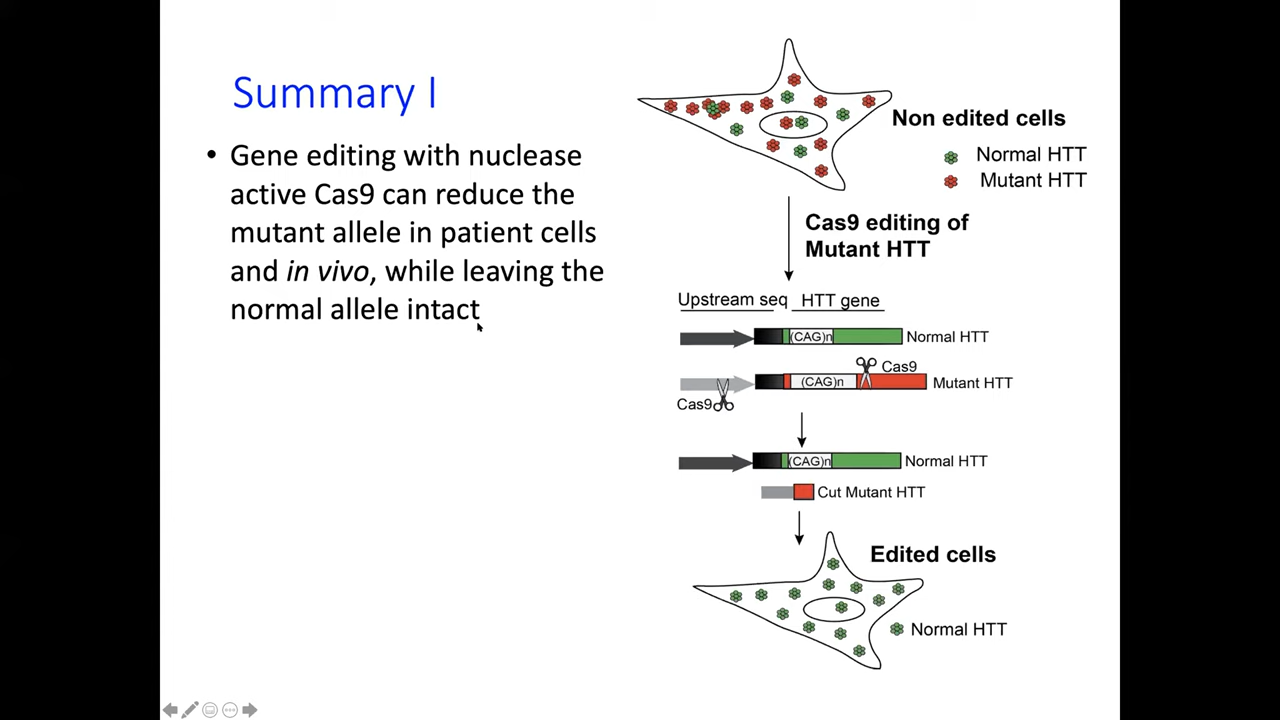 Summary I
• Gene editing with nuclease
active Cas9 can reduce the
mutant allele in patient cells
and in vivo, while leaving the
normal allele intact
Non edited cells
Normal HTT
Mutant HTT
Cas9 editing of
Mutant HTT
Upstream seq HTT gene
(CAG)n Normal HTT
Cas9
(CAG)n Mutant HTT
Cas9
(CAG)n Normal HTT
Cut Mutant HTT
Edited cells
Normal HTT